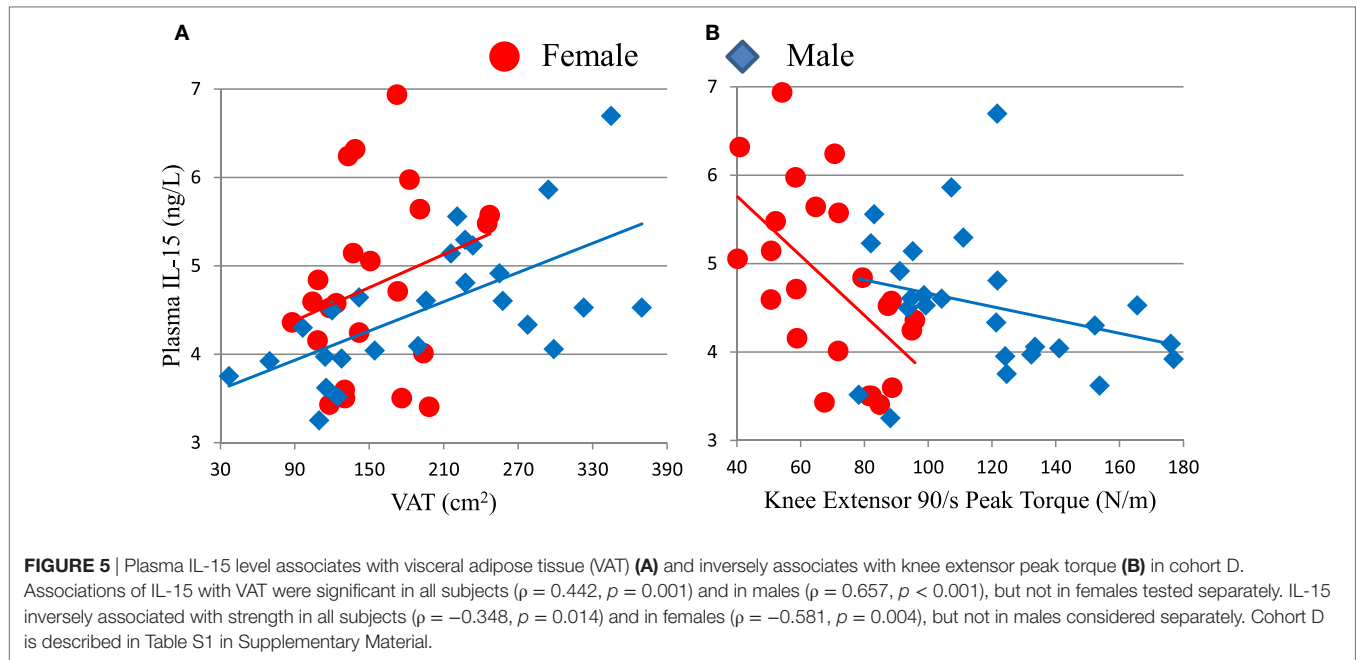 A
B
Female
Male
7
6
5
4
3
Plasma IL-15 (ng/L)
30 90 150 210 270 330 390
VAT (cm²)
7
6
5
4
3
40 60 80 100 120 140 160 180
Knee Extensor 90/s Peak Torque (N/m)
FIGURE 5 | Plasma IL-15 level associates with visceral adipose tissue (VAT) (A) and inversely associates with knee extensor peak torque (B) in cohort D.
Associations of IL-15 with VAT were significant in all subjects (ρ = 0.442, p = 0.001) and in males (ρ = 0.657, p < 0.001), but not in females tested separately. IL-15
inversely associated with strength in all subjects (ρ = −0.348, p = 0.014) and in females (ρ = −0.581, p = 0.004), but not in males considered separately. Cohort D
is described in Table S1 in Supplementary Material.